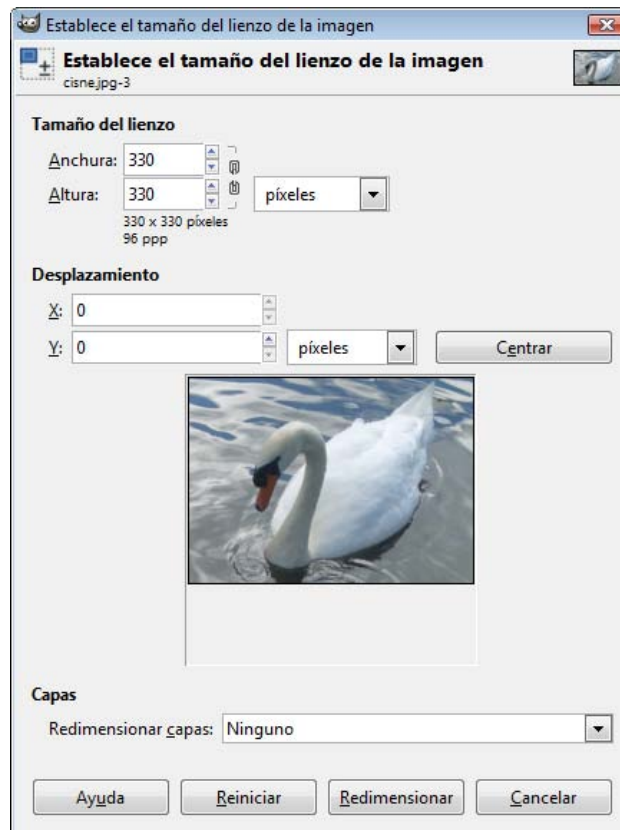 Establece el tamaño del lienzo de la imagen
Establece el tamaño del lienzo de la imagen
cisne.jpg-3
Tamaño del lienzo
Anchura: 330
Altura: 330 píxeles
330 x 330 píxeles
96 ppp
Desplazamiento
X: 0
Y: 0 píxeles Centrar
Capas
Redimensionar capas: Ninguno
Ayuda Reiniciar Redimensionar Cancelar